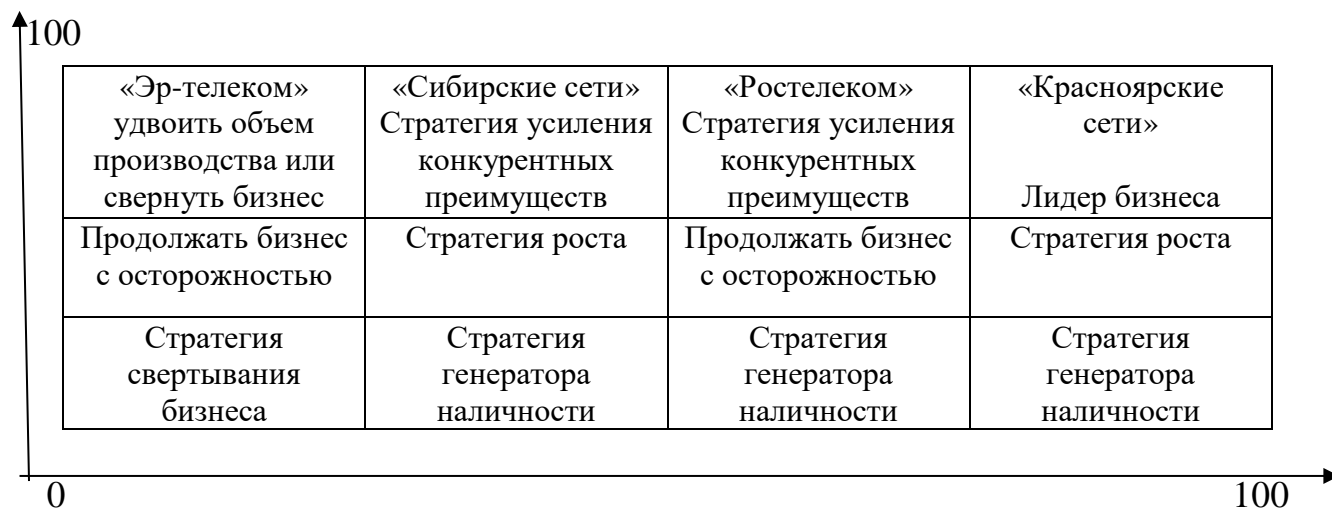 100
«Эр-телеком»
удвоить объем
производства или
свернуть бизнес
«Сибирские сети»
Стратегия усиления
конкурентных
преимуществ
«Ростелеком»
Стратегия усиления
конкурентных
преимуществ
«Красноярские
сети»
Лидер бизнеса
Продолжать бизнес
с осторожностью
Стратегия роста
Продолжать бизнес
с осторожностью
Стратегия роста
Стратегия
свертывания
бизнеса
Стратегия
генератора
наличности
Стратегия
генератора
наличности
Стратегия
генератора
наличности
0
100